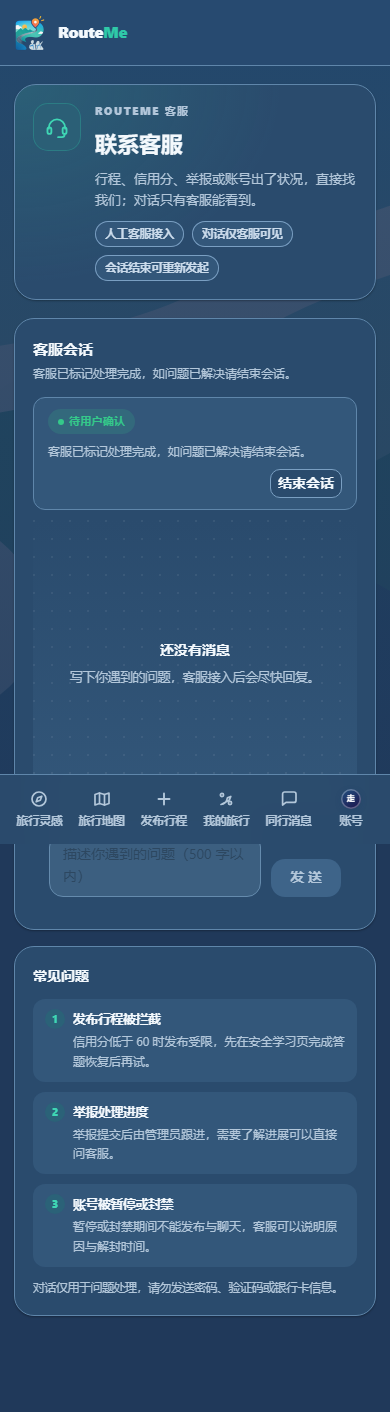 RouteMe
ROUTEME 客服
联系客服
行程、信用分、举报或账号出了状况，直接找
我们；对话只有客服能看到。
人工客服接入
对话仅客服可见
会话结束可重新发起
客服会话
客服已标记处理完成，如问题已解决请结束会话。
待用户确认
客服已标记处理完成，如问题已解决请结束会话。
结束会话
还没有消息
写下你遇到的问题，客服接入后会尽快回复。
旅行灵感
旅行地图
发布行程
我的旅行
同行消息
走
账号
描述你遇到的问题（500 字以
内）
发 送
常见问题
1 发布行程被拦截
信用分低于 60 时发布受限，先在安全学习页完成答
题恢复后再试。
2 举报处理进度
举报提交后由管理员跟进，需要了解进展可以直接
问客服。
3 账号被暂停或封禁
暂停或封禁期间不能发布与聊天，客服可以说明原
因与解封时间。
对话仅用于问题处理，请勿发送密码、验证码或银行卡信息。